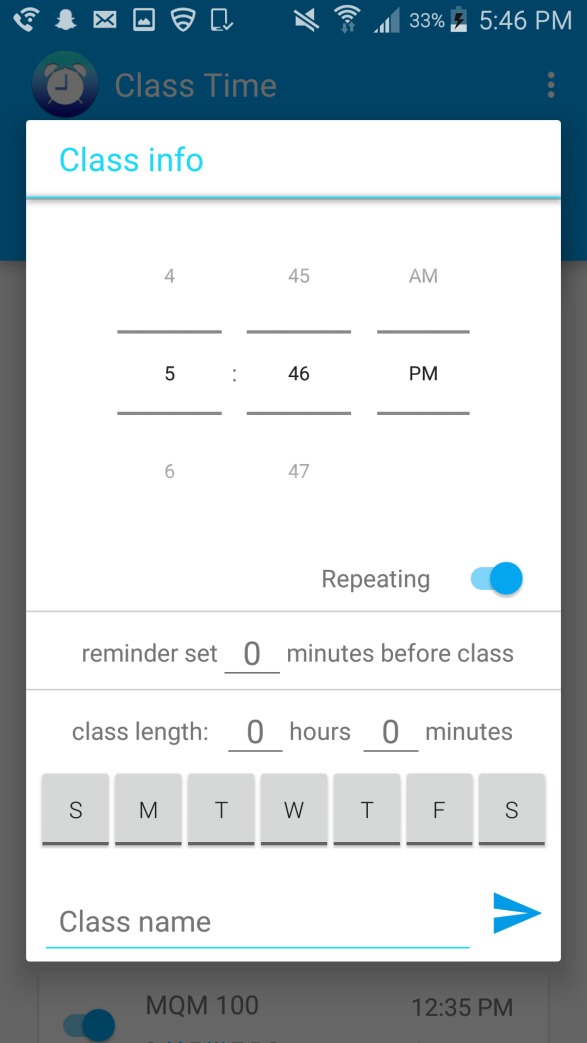 33% 5:46 PM
Class Time
Class info
4 45 AM
5 : 46 PM
6 47
Repeating
reminder set 0 minutes before class
class length: 0 hours 0 minutes
S M T W T F S
Class name
MQM 100 12:35 PM